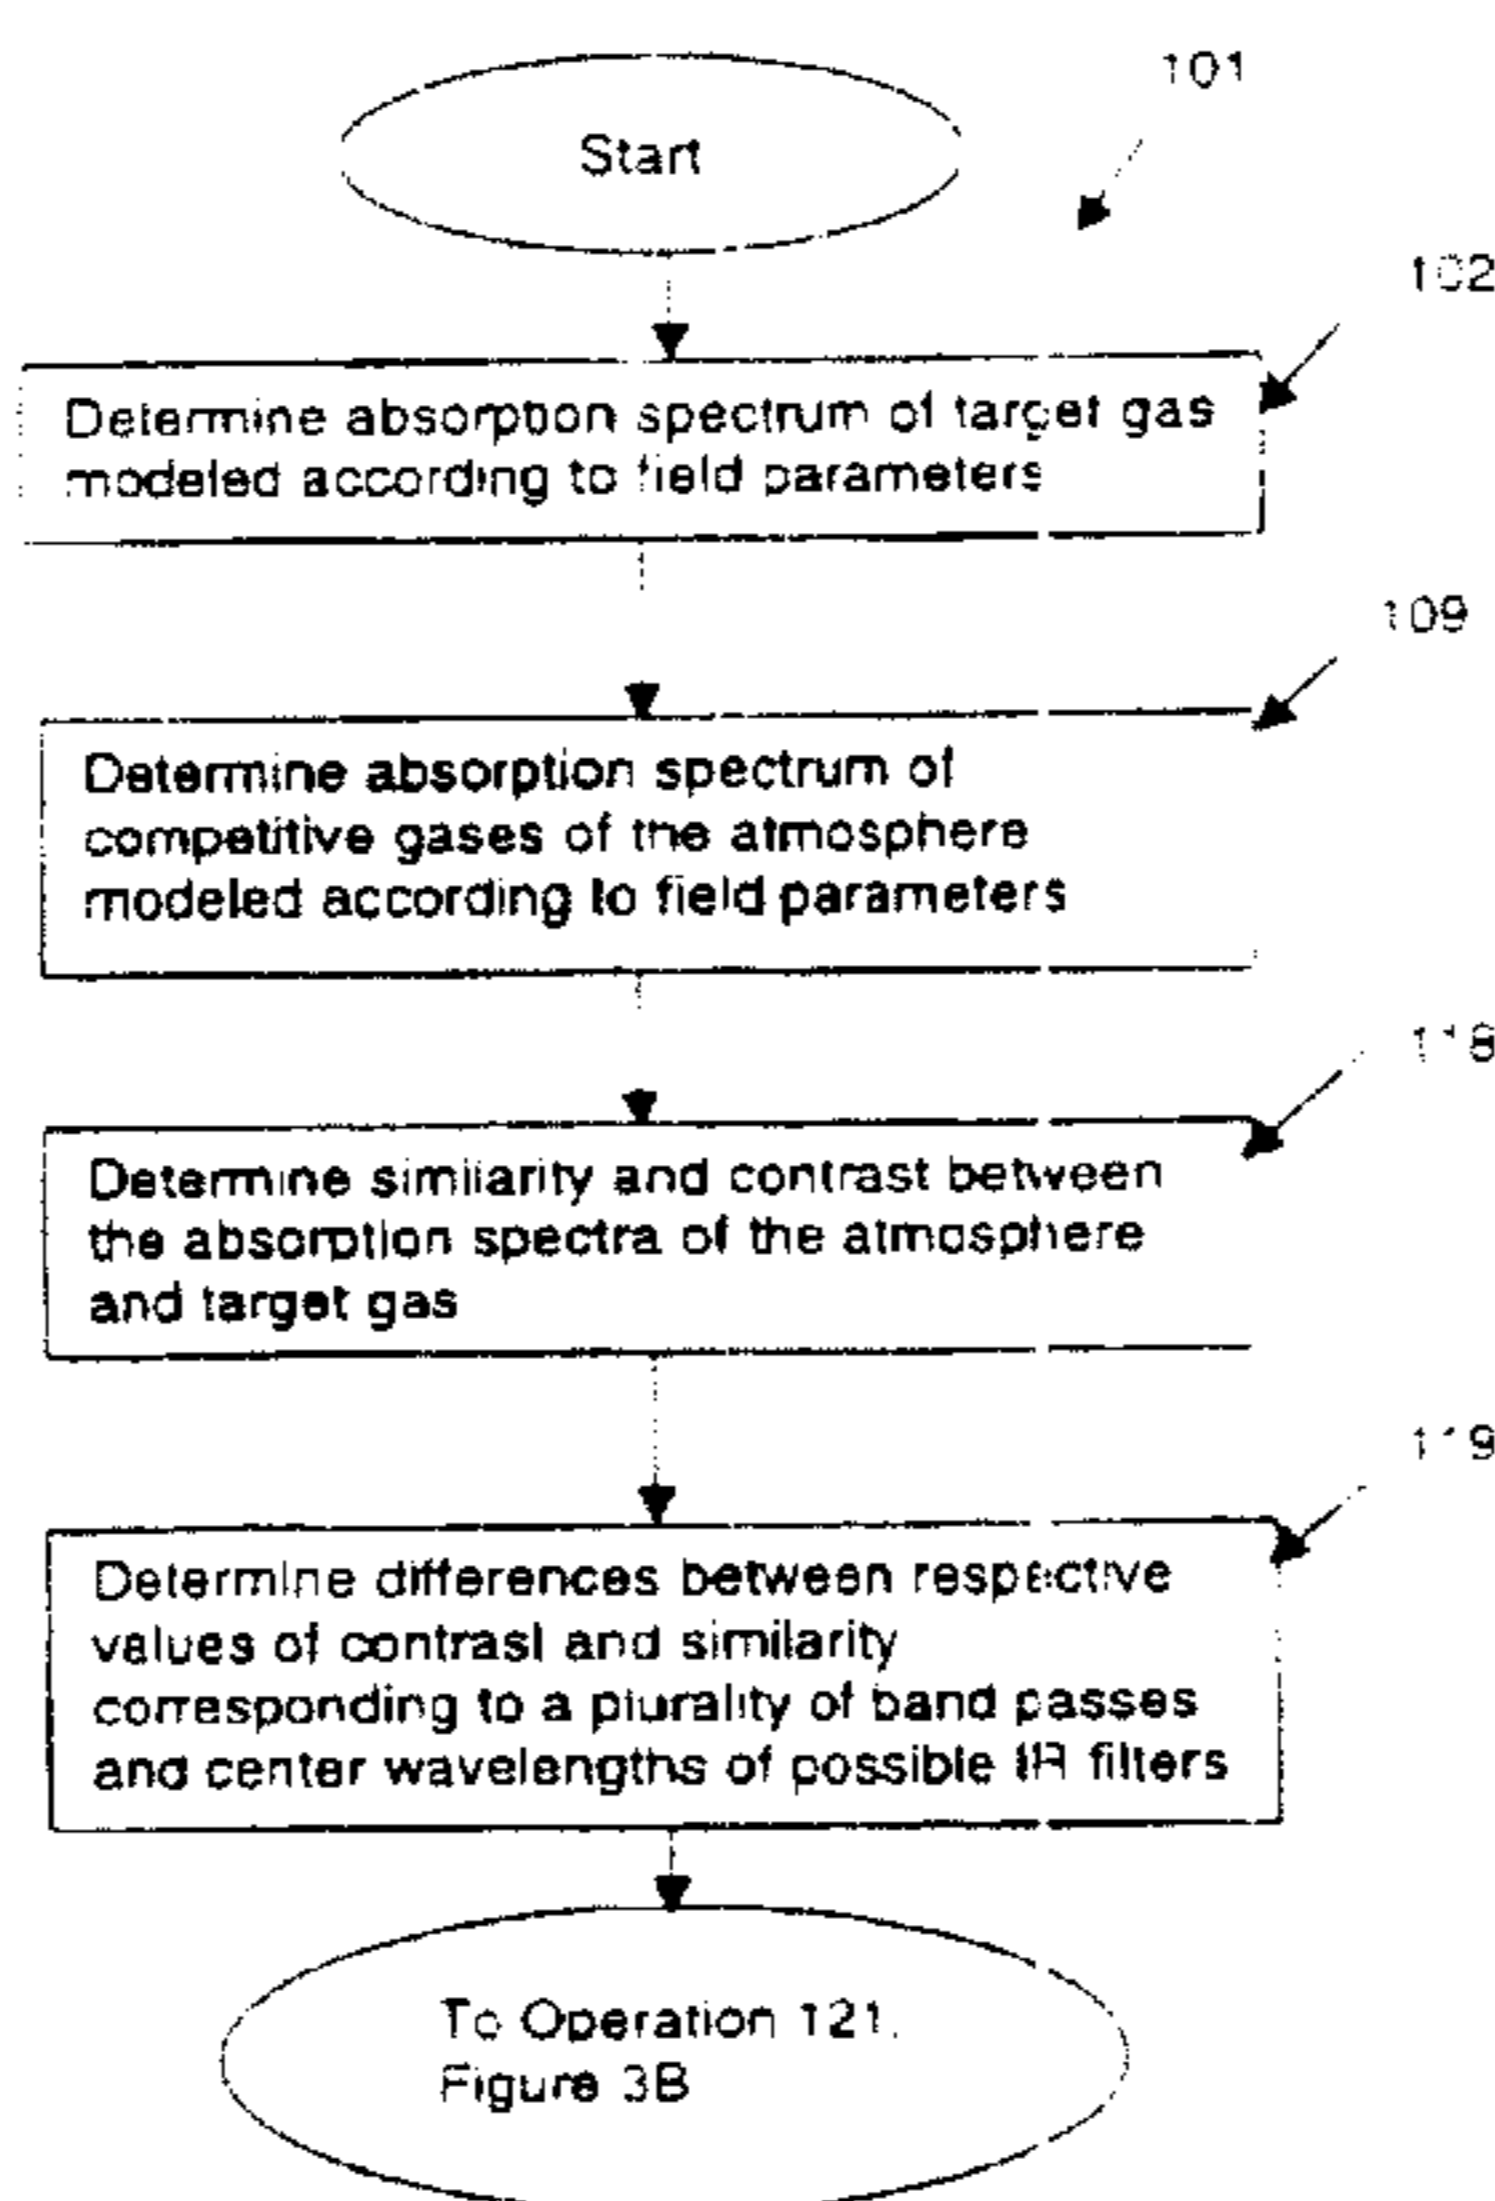 101
Start
102
Determine absorption spectrum of target gas
modeled according to field parameters
109
Determine absorption spectrum of
competitive gases of the atmosphere
modeled according to field parameters
118
Determine similarity and contrast between
the absorption spectra of the atmosphere
and target gas
119
Determine differences between respective
values of contrast and similarity
corresponding to a plurality of band passes
and center wavelengths of possible IR filters
To Operation 121,
Figure 3B